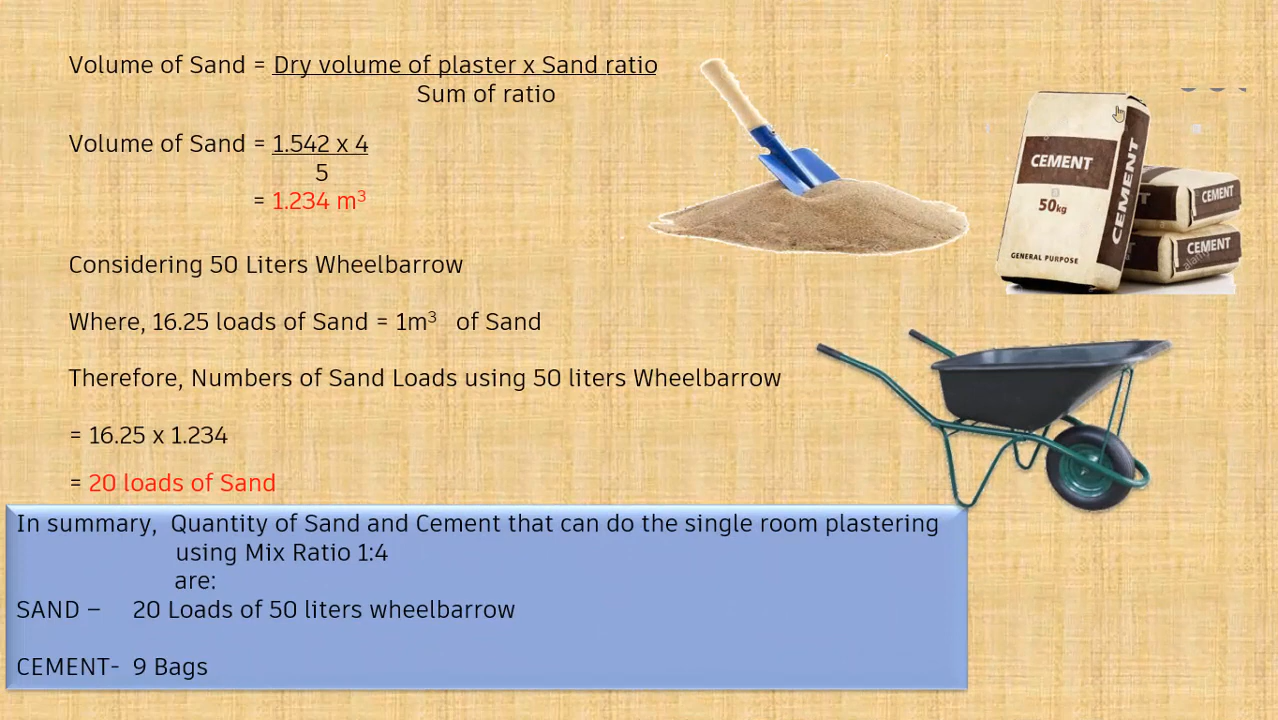 Volume of Sand = Dry volume of plaster x Sand ratio
Sum of ratio
Volume of Sand = 1.542 x 4
5
= 1.234 m³
Considering 50 Liters Wheelbarrow
Where, 16.25 loads of Sand = 1m³ of Sand
Therefore, Numbers of Sand Loads using 50 liters Wheelbarrow
= 16.25 x 1.234
= 20 loads of Sand
In summary, Quantity of Sand and Cement that can do the single room plastering
using Mix Ratio 1:4
are:
SAND – 20 Loads of 50 liters wheelbarrow
CEMENT- 9 Bags
CEMENT
50kg
GENERAL PURPOSE
CEMENT
CEMENT
CEMENT
alamy